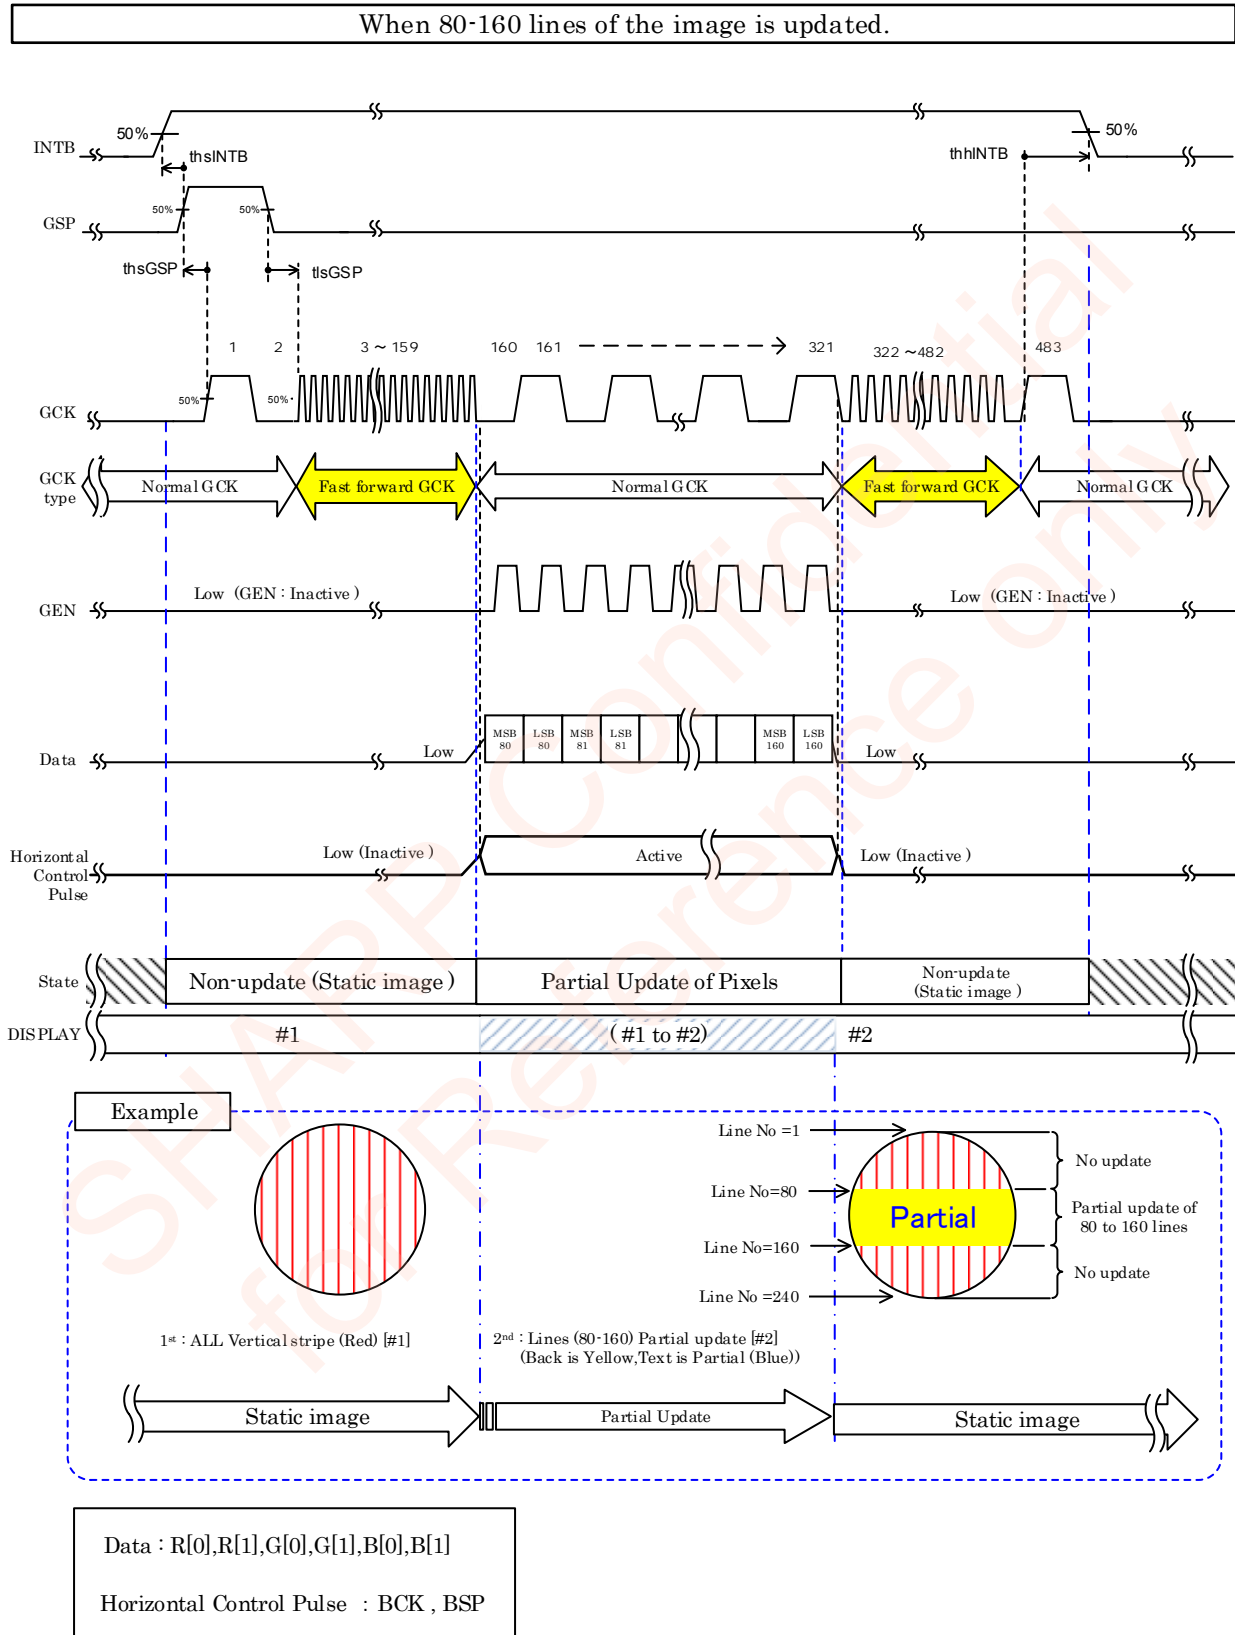 When 80-160 lines of the image is updated.
INTB
50%
thsINTB
thhINTB
50%
GSP
50%
50%
thsGSP
tlsGSP
1
2
3 ~ 159
160
161
321
322 ~482
483
GCK
50%
50%
GCK
type
Normal GCK
Fast forward GCK
Normal GCK
Fast forward GCK
Normal GCK
GEN
Low (GEN : Inactive )
Low (GEN : Inactive )
Data
Low
MSB
80
LSB
80
MSB
81
LSB
81
MSB
160
LSB
160
Low
Horizontal
Control
Pulse
Low (Inactive )
Active
Low (Inactive )
State
Non-update (Static image )
Partial Update of Pixels
Non-update
(Static image )
DISPLAY
#1
( #1 to #2)
#2
Example
Line No =1
Line No=80
Line No=160
Line No =240
Partial
No update
Partial update of
80 to 160 lines
No update
1st : ALL Vertical stripe (Red) [#1]
2nd : Lines (80-160) Partial update [#2]
(Back is Yellow,Text is Partial (Blue))
Static image
Partial Update
Static image
Data : R[0],R[1],G[0],G[1],B[0],B[1]
Horizontal Control Pulse : BCK , BSP
SHARP Confidential
for Reference only